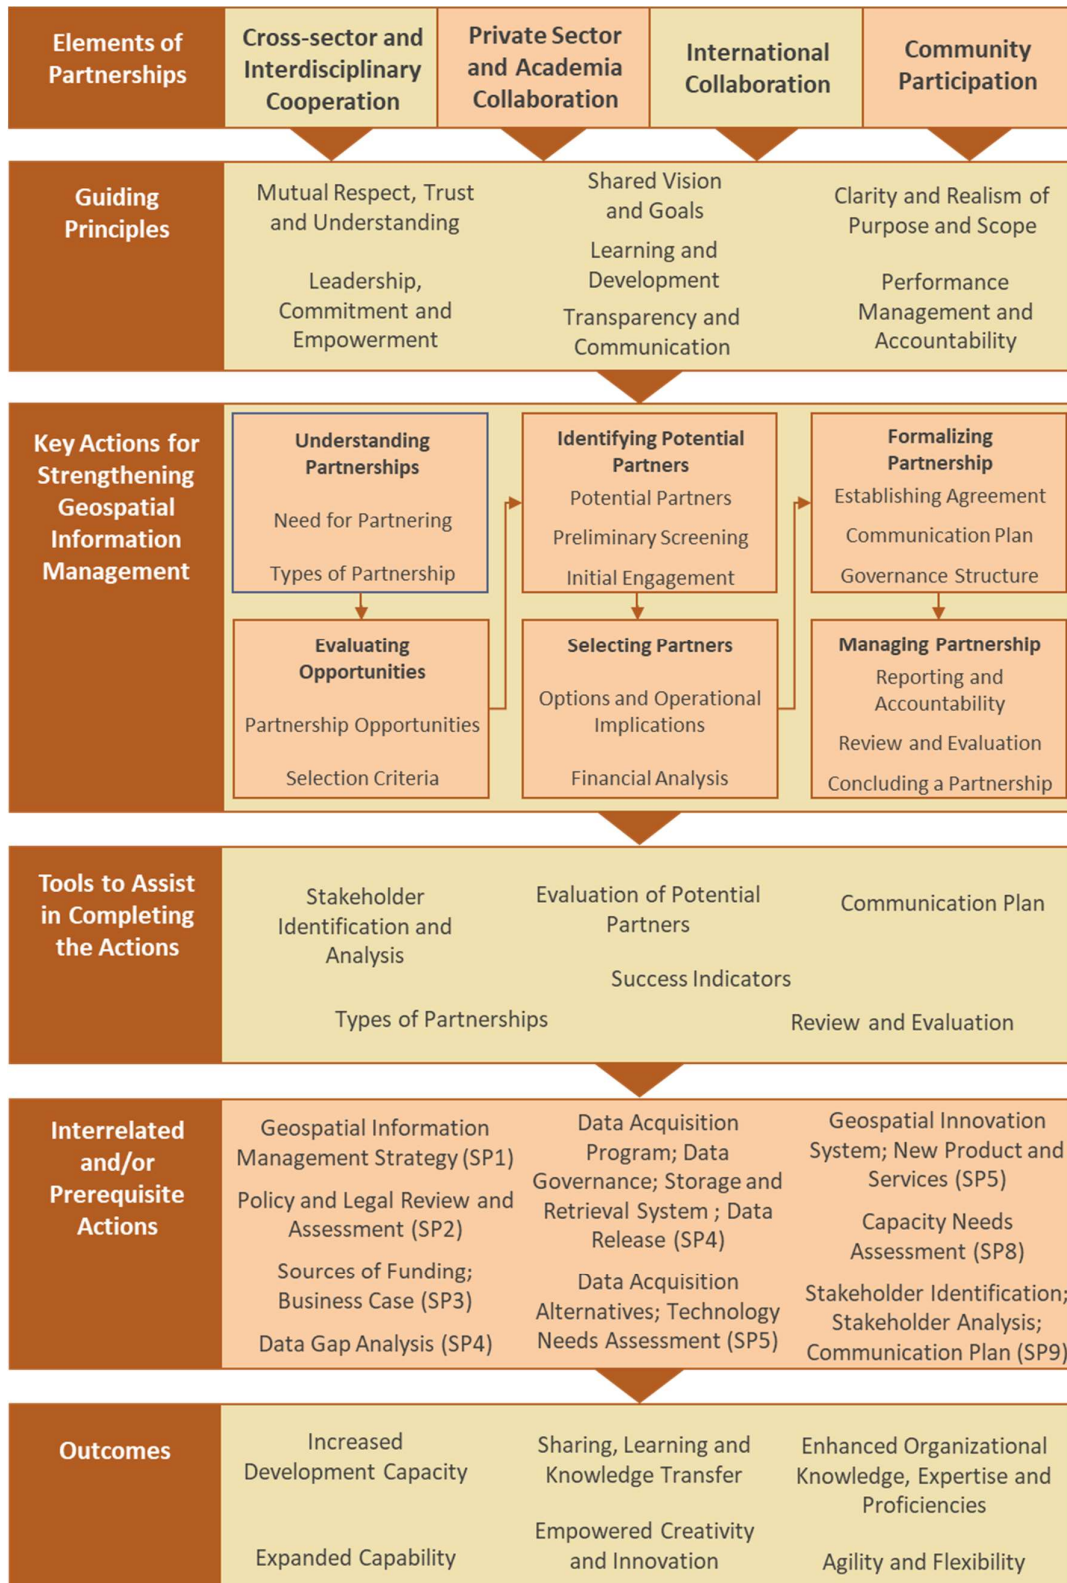 Elements of
Partnerships
Cross-sector and
Interdisciplinary
Cooperation
Private Sector
and Academia
Collaboration
International
Collaboration
Community
Participation
Guiding
Principles
Mutual Respect, Trust
and Understanding
Leadership,
Commitment and
Empowerment
Shared Vision
and Goals
Learning and
Development
Transparency and
Communication
Clarity and Realism of
Purpose and Scope
Performance
Management and
Accountability
Key Actions for
Strengthening
Geospatial
Information
Management
Understanding
Partnerships
Need for Partnering
Types of Partnership
Evaluating
Opportunities
Partnership Opportunities
Selection Criteria
Identifying Potential
Partners
Potential Partners
Preliminary Screening
Initial Engagement
Selecting Partners
Options and Operational
Implications
Financial Analysis
Formalizing
Partnership
Establishing Agreement
Communication Plan
Governance Structure
Managing Partnership
Reporting and
Accountability
Review and Evaluation
Concluding a Partnership
Tools to Assist
in Completing
the Actions
Stakeholder
Identification and
Analysis
Evaluation of Potential
Partners
Communication Plan
Success Indicators
Types of Partnerships
Review and Evaluation
Interrelated
and/or
Prerequisite
Actions
Geospatial Information
Management Strategy (SP1)
Policy and Legal Review and
Assessment (SP2)
Sources of Funding;
Business Case (SP3)
Data Gap Analysis (SP4)
Data Acquisition
Program; Data
Governance; Storage and
Retrieval System ; Data
Release (SP4)
Data Acquisition
Alternatives; Technology
Needs Assessment (SP5)
Geospatial Innovation
System; New Product and
Services (SP5)
Capacity Needs
Assessment (SP8)
Stakeholder Identification;
Stakeholder Analysis;
Communication Plan (SP9)
Outcomes
Increased
Development Capacity
Expanded Capability
Sharing, Learning and
Knowledge Transfer
Empowered Creativity
and Innovation
Enhanced Organizational
Knowledge, Expertise and
Proficiencies
Agility and Flexibility